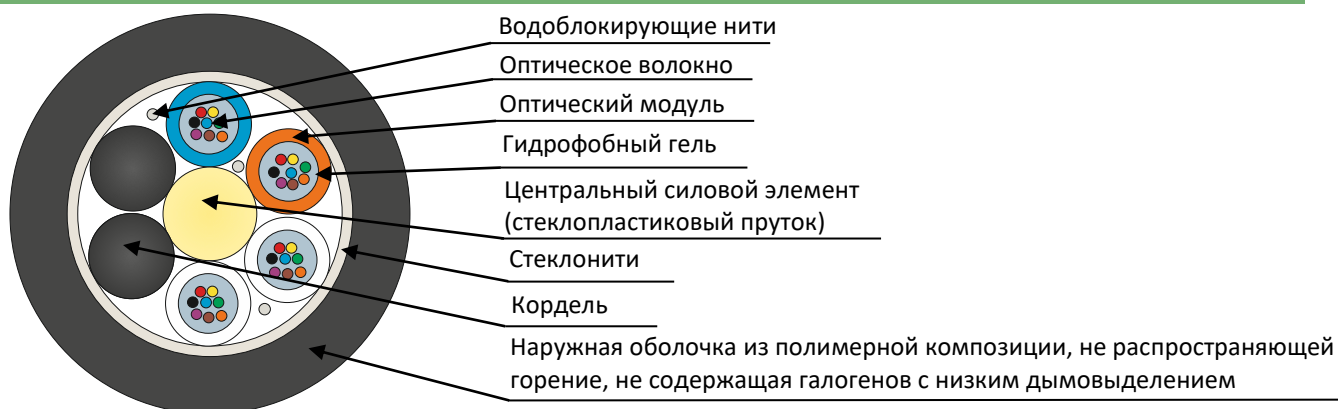 Водоблокирующие нити
Оптическое волокно
Оптический модуль
Гидрофобный гель
Центральный силовой элемент
(стеклопластиковый пруток)
Стеклонити
Кордель
Наружная оболочка из полимерной композиции, не распространяющей
горение, не содержащая галогенов с низким дымовыделением